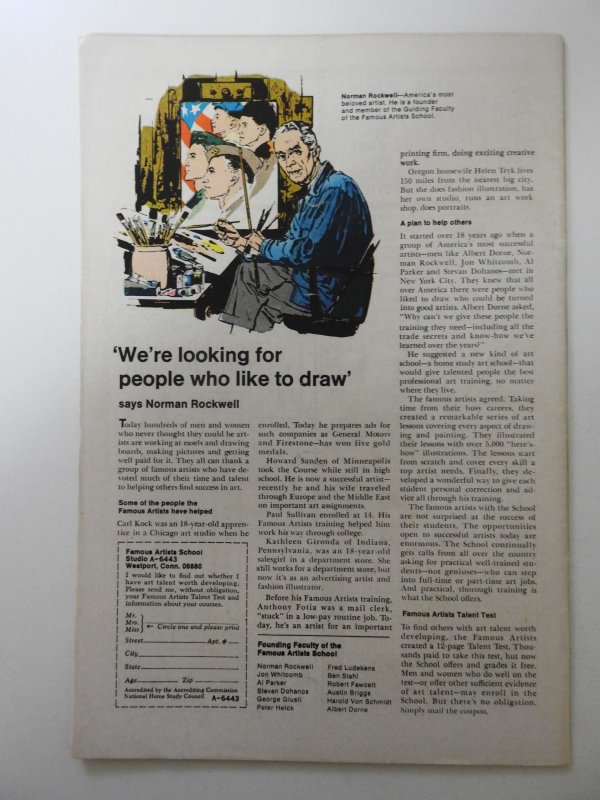 Norman Rockwell—America's most
beloved artist. He is a founder
and member of the Guiding Faculty
of the Famous Artists School.
'We're looking for
people who like to draw'
says Norman Rockwell
Today hundreds of men and women
who never thought they could be art-
ists are working at easels and drawing
boards, making pictures and getting
well paid for it. They all can thank a
group of famous artists who have de-
voted much of their time and talent
to helping others find success in art.
Some of the people the
Famous Artists have helped
Carl Kock was an 18-year-old appren-
tice in a Chicago art studio when he
Famous Artists School
Studio A-6443
Westport, Conn. 06880
I would like to find out whether I
have art talent worth developing.
Please send me, without obligation,
your Famous Artists Talent Test and
information about your courses.
Mr.
Mrs.
Miss
← Circle one and please print
Street Apt. #
City
State
Age Zip
Accredited by the Accrediting Commission
National Home Study Council A-6443
enrolled. Today he prepares ads for
such companies as General Motors
and Firestone—has won five gold
medals.
Howard Sanden of Minneapolis
took the Course while still in high
school. He is now a successful artist—
recently he and his wife traveled
through Europe and the Middle East
on important art assignments.
Paul Sullivan enrolled at 14. His
Famous Artists training helped him
work his way through college.
Kathleen Gironda of Indiana,
Pennsylvania, was an 18-year-old
salesgirl in a department store. She
still works for a department store, but
now it's as an advertising artist and
fashion illustrator.
Before his Famous Artists training,
Anthony Fotia was a mail clerk,
"stuck" in a low-pay routine job. To-
day, he's an artist for an important
Founding Faculty of the
Famous Artists School
Norman Rockwell
Jon Whitcomb
Al Parker
Stevan Dohanos
George Giusti
Peter Helck
Fred Ludekens
Ben Stahl
Robert Fawcett
Austin Briggs
Harold Von Schmidt
Albert Dorne
printing firm, doing exciting creative
work.
Oregon housewife Helen Tryk lives
150 miles from the nearest big city.
But she does fashion illustration, has
her own studio, runs an art work
shop, does portraits.
A plan to help others
It started over 18 years ago when a
group of America's most successful
artists—men like Albert Dorne, Nor-
man Rockwell, Jon Whitcomb, Al
Parker and Stevan Dohanos—met in
New York City. They knew that all
over America there were people who
liked to draw who could be turned
into good artists. Albert Dorne asked,
"Why can't we give these people the
training they need—including all the
trade secrets and know-how we've
learned over the years?"
He suggested a new kind of art
school—a home study art school—that
would give talented people the best
professional art training, no matter
where they live.
The famous artists agreed. Taking
time from their busy careers, they
created a remarkable series of art
lessons covering every aspect of draw-
ing and painting. They illustrated
their lessons with over 5,000 "here's-
how" illustrations. The lessons start
from scratch and cover every skill a
top artist needs. Finally, they de-
veloped a wonderful way to give each
student personal correction and ad-
vice all through his training.
The famous artists with the School
are not surprised at the success of
their students. The opportunities
open to successful artists today are
enormous. The School continually
gets calls from all over the country
asking for practical well-trained stu-
dents—not geniuses—who can step
into full-time or part-time art jobs.
And practical, thorough training is
what the School offers.
Famous Artists Talent Test
To find others with art talent worth
developing, the Famous Artists
created a 12-page Talent Test. Thou-
sands paid to take this test, but now
the School offers and grades it free.
Men and women who do well on the
test—or offer other sufficient evidence
of art talent—may enroll in the
School. But there's no obligation.
Simply mail the coupon.